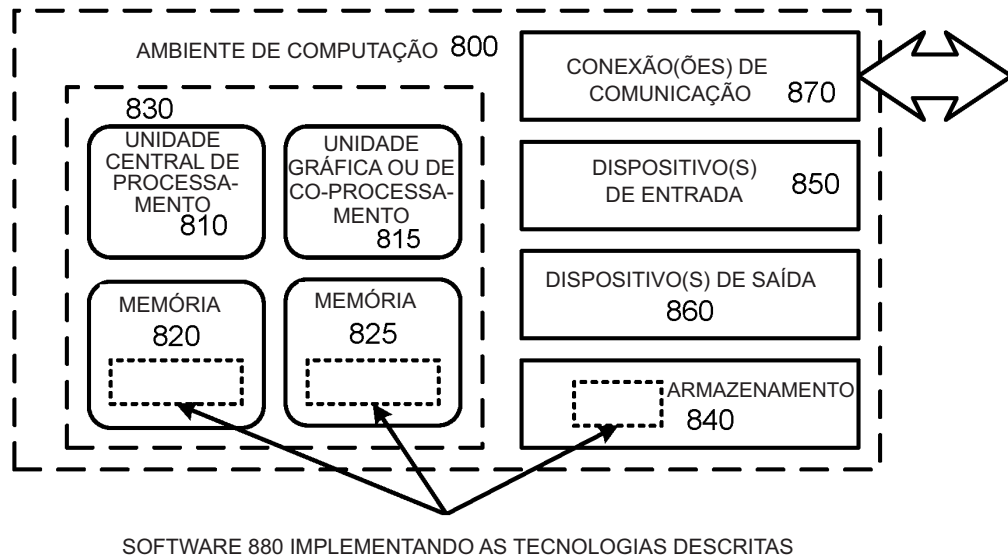 AMBIENTE DE COMPUTAÇÃO 800
830
UNIDADE
CENTRAL DE
PROCESSA-
MENTO
810
UNIDADE
GRÁFICA OU DE
CO-PROCESSA-
MENTO
815
MEMÓRIA
820
MEMÓRIA
825
CONEXÃO(ÕES) DE
COMUNICAÇÃO 870
DISPOSITIVO(S)
DE ENTRADA 850
DISPOSITIVO(S) DE SAÍDA
860
ARMAZENAMENTO
840
SOFTWARE 880 IMPLEMENTANDO AS TECNOLOGIAS DESCRITAS